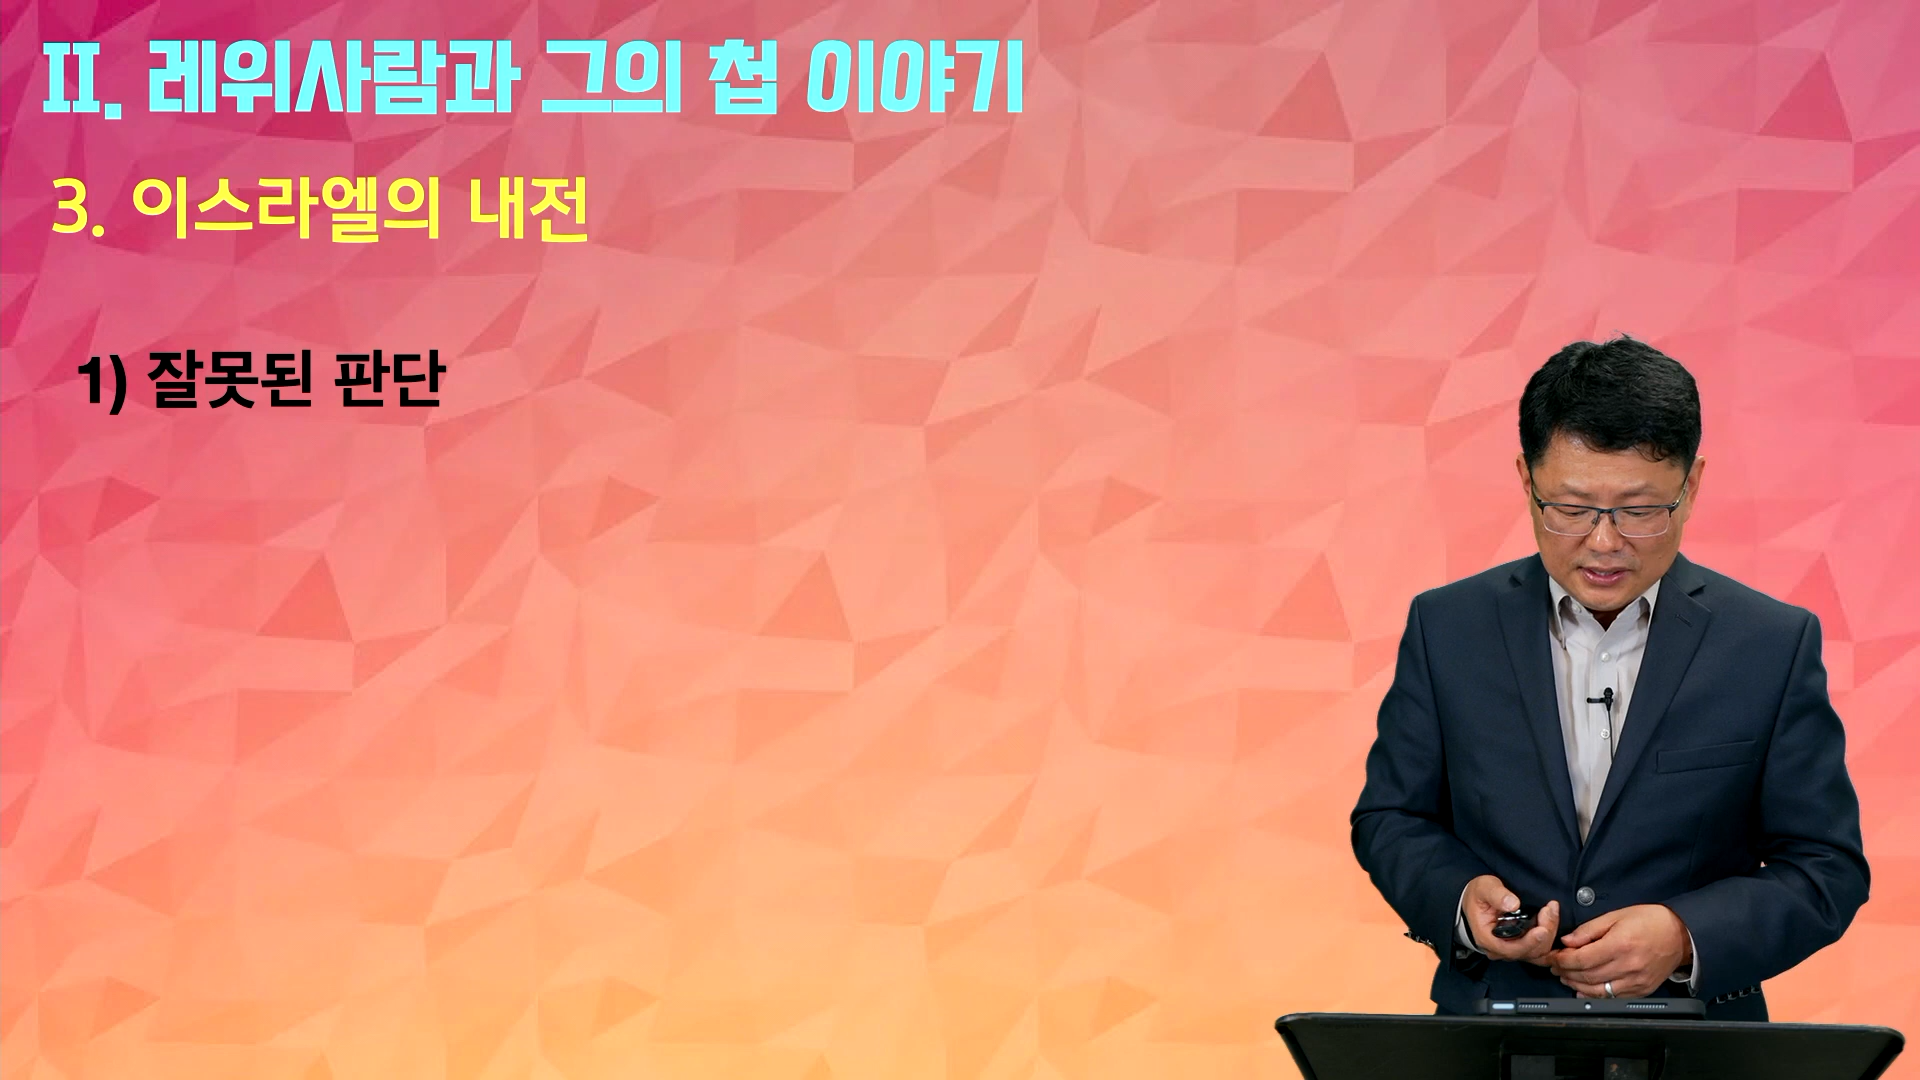 II. 레위사람과 그의 첩 이야기
3. 이스라엘의 내전
1) 잘못된 판단